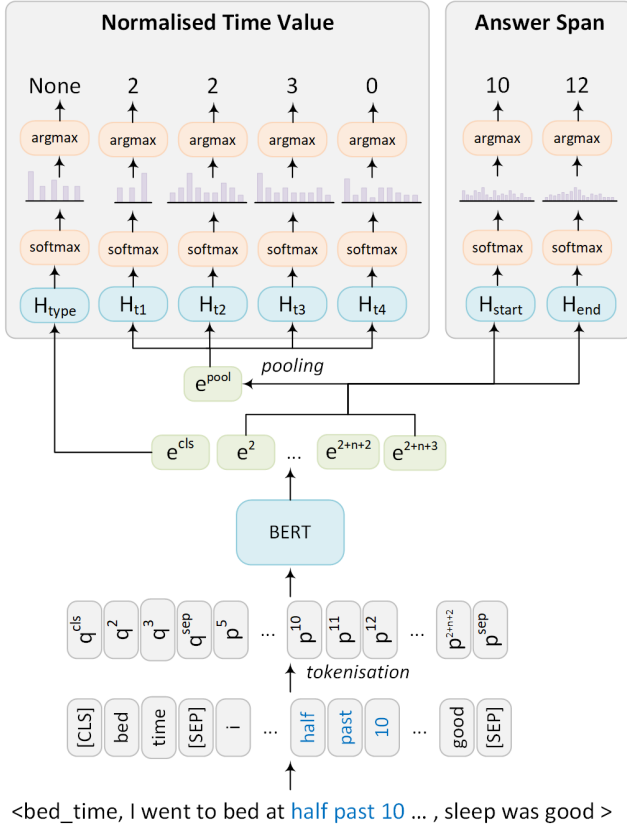 Normalised Time Value Answer Span
None 2 2 3 0 10 12
argmax argmax argmax argmax argmax argmax argmax
softmax softmax softmax softmax softmax softmax softmax
H_type H_t1 H_t2 H_t3 H_t4 H_start H_end
pooling
e^pool
e^cls e^2 ... e^2+n+2 e^2+n+3
BERT
q^cls q^2 q^3 q^sep p^5 ... p^10 p^11 p^12 ... p^2+n+2 p^sep
tokenisation
[CLS] bed time [SEP] i ... half past 10 ... good [SEP]
<bed_time, I went to bed at half past 10 ... , sleep was good >